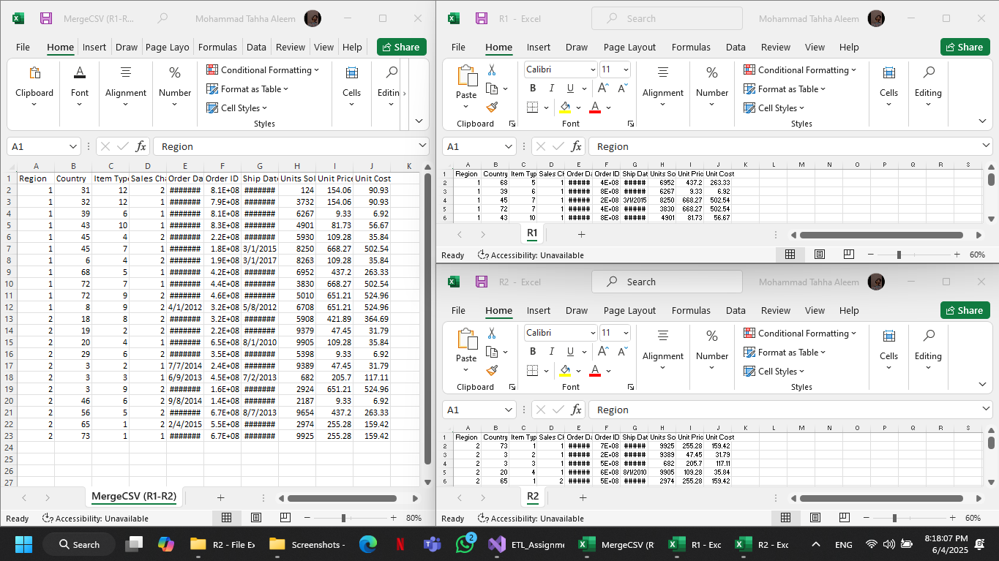 MergeCSV (R1-R... Mohammad Tahha Aleem
File Home Insert Draw Page Layo Formulas Data Review View Help Share
Clipboard Font Alignment Number Conditional Formatting Format as Table Cell Styles Styles Cells Editin
A1 fx Region
A B C D E F G H I J K
1 Region Country Item Type Sales Cha Order Da Order ID Ship Date Units Sol Unit Price Unit Cost
2 1 31 12 2 ####### 8.1E+08 ####### 124 154.06 90.93
3 1 32 12 1 ####### 7.9E+08 ####### 3732 154.06 90.93
4 1 39 6 1 ####### 8.1E+08 ####### 6267 9.33 6.92
5 1 43 10 1 ####### 8.3E+08 ####### 4901 81.73 56.67
6 1 45 4 2 ####### 2.2E+08 ####### 5930 109.28 35.84
7 1 45 7 1 ####### 1.8E+08 3/1/2015 8250 668.27 502.54
8 1 6 4 2 ####### 1.9E+08 3/1/2017 8263 109.28 35.84
9 1 68 5 1 ####### 4.2E+08 ####### 6952 437.2 263.33
10 1 72 7 1 ####### 4.4E+08 ####### 3830 668.27 502.54
11 1 72 9 2 ####### 4.6E+08 ####### 5010 651.21 524.96
12 1 8 9 2 4/1/2012 3.2E+08 5/8/2012 6708 651.21 524.96
13 2 18 8 2 ####### 3.2E+08 ####### 5908 421.89 364.69
14 2 19 2 2 ####### 2.2E+08 ####### 9379 47.45 31.79
15 2 20 4 1 ####### 6.5E+08 8/1/2010 9905 109.28 35.84
16 2 29 6 2 ####### 3.5E+08 ####### 5398 9.33 6.92
17 2 3 2 1 7/7/2014 2.4E+08 ####### 9389 47.45 31.79
18 2 3 3 1 6/9/2013 4.5E+08 7/2/2013 682 205.7 117.11
19 2 3 9 2 ####### 1.6E+08 ####### 2924 651.21 524.96
20 2 46 6 2 9/8/2014 1.4E+08 ####### 2187 9.33 6.92
21 2 56 5 2 ####### 6.7E+08 8/7/2013 9654 437.2 263.33
22 2 65 1 2 2/4/2015 5.5E+08 ####### 2974 255.28 159.42
23 2 73 1 1 ####### 6.7E+08 ####### 9925 255.28 159.42
24
25
26
27
MergeCSV (R1-R2)
Ready Accessibility: Unavailable 80%
R1 - Excel Search Mohammad Tahha Aleem
File Home Insert Draw Page Layout Formulas Data Review View Help Share
Paste Calibri 11 B I U A A A Alignment Number Conditional Formatting Format as Table Cell Styles Cells Editing
Clipboard Font Styles
A1 fx Region
A B C D E F G H I J K L M N O P Q R S
1 Region Country Item Typ Sales Ch Order Da Order ID Ship Dat Units So Unit Pric Unit Cost
2 1 68 5 1 ##### 4E+08 ##### 6952 437.2 263.33
3 1 39 6 1 ##### 8E+08 ##### 6267 9.33 6.92
4 1 45 7 1 ##### 2E+08 3/1/2015 8250 668.27 502.54
5 1 72 7 1 ##### 4E+08 ##### 3830 668.27 502.54
6 1 43 10 1 ##### 8E+08 ##### 4901 81.73 56.67
R1
Ready Accessibility: Unavailable 60%
R2 - Excel Search Mohammad Tahha Aleem
File Home Insert Draw Page Layout Formulas Data Review View Help Share
Paste Calibri 11 B I U A A A Alignment Number Conditional Formatting Format as Table Cell Styles Cells Editing
Clipboard Font Styles
A1 fx Region
A B C D E F G H I J K L M N O P Q R S
1 Region Country Item Typ Sales Ch Order Da Order ID Ship Dat Units So Unit Pric Unit Cost
2 2 73 1 1 ##### 7E+08 ##### 9925 255.28 159.42
3 2 3 2 1 ##### 2E+08 ##### 9389 47.45 31.79
4 2 3 3 1 ##### 5E+08 ##### 682 205.7 117.11
5 2 20 4 1 ##### 6E+08 8/1/2010 9905 109.28 35.84
6 2 65 1 2 ##### 5E+08 ##### 2974 255.28 159.42
R2
Ready Accessibility: Unavailable 60%
Search R2 - File Ex Screenshots - N 2 ETL_Assignme MergeCSV (R R1 - Exc R2 - Exc ENG 8:18:07 PM
6/4/2025